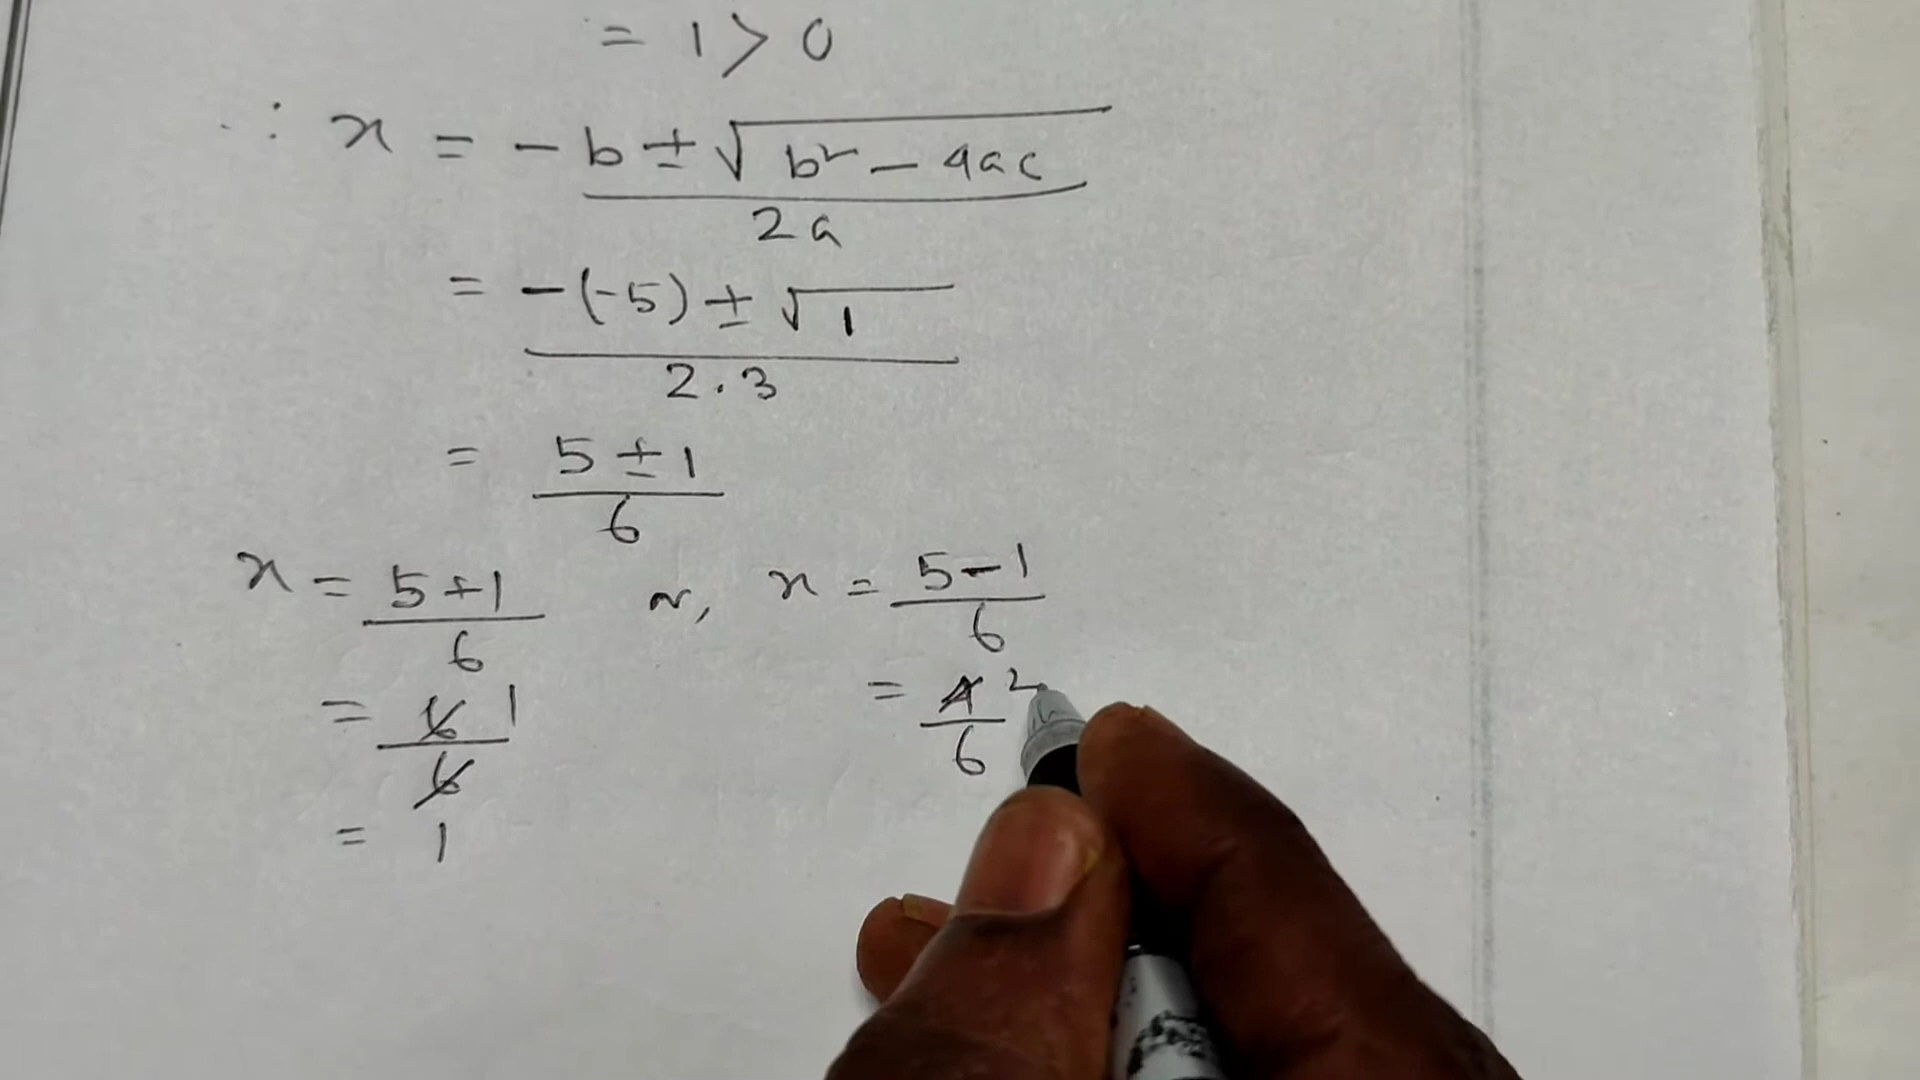 = 1 > 0
∴ x = -b ± √b² - 4ac
2a
= -(-5) ± √1
2.3
= 5 ± 1
6
x = 5+1 or, x = 5-1
6 6
= 6 1 = 4 2
6 6
= 1